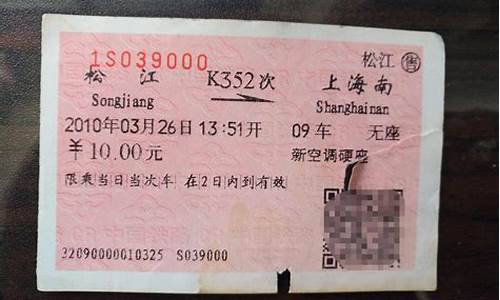 1S039000 松江 售
松江 K352次 上海南
Songjiang Shanghainan
2010年03月26日 13:51开 09车 无座
¥10.00元 新空调硬座
限乘当日当次车 在2日内到有效
32090000010325 S039000